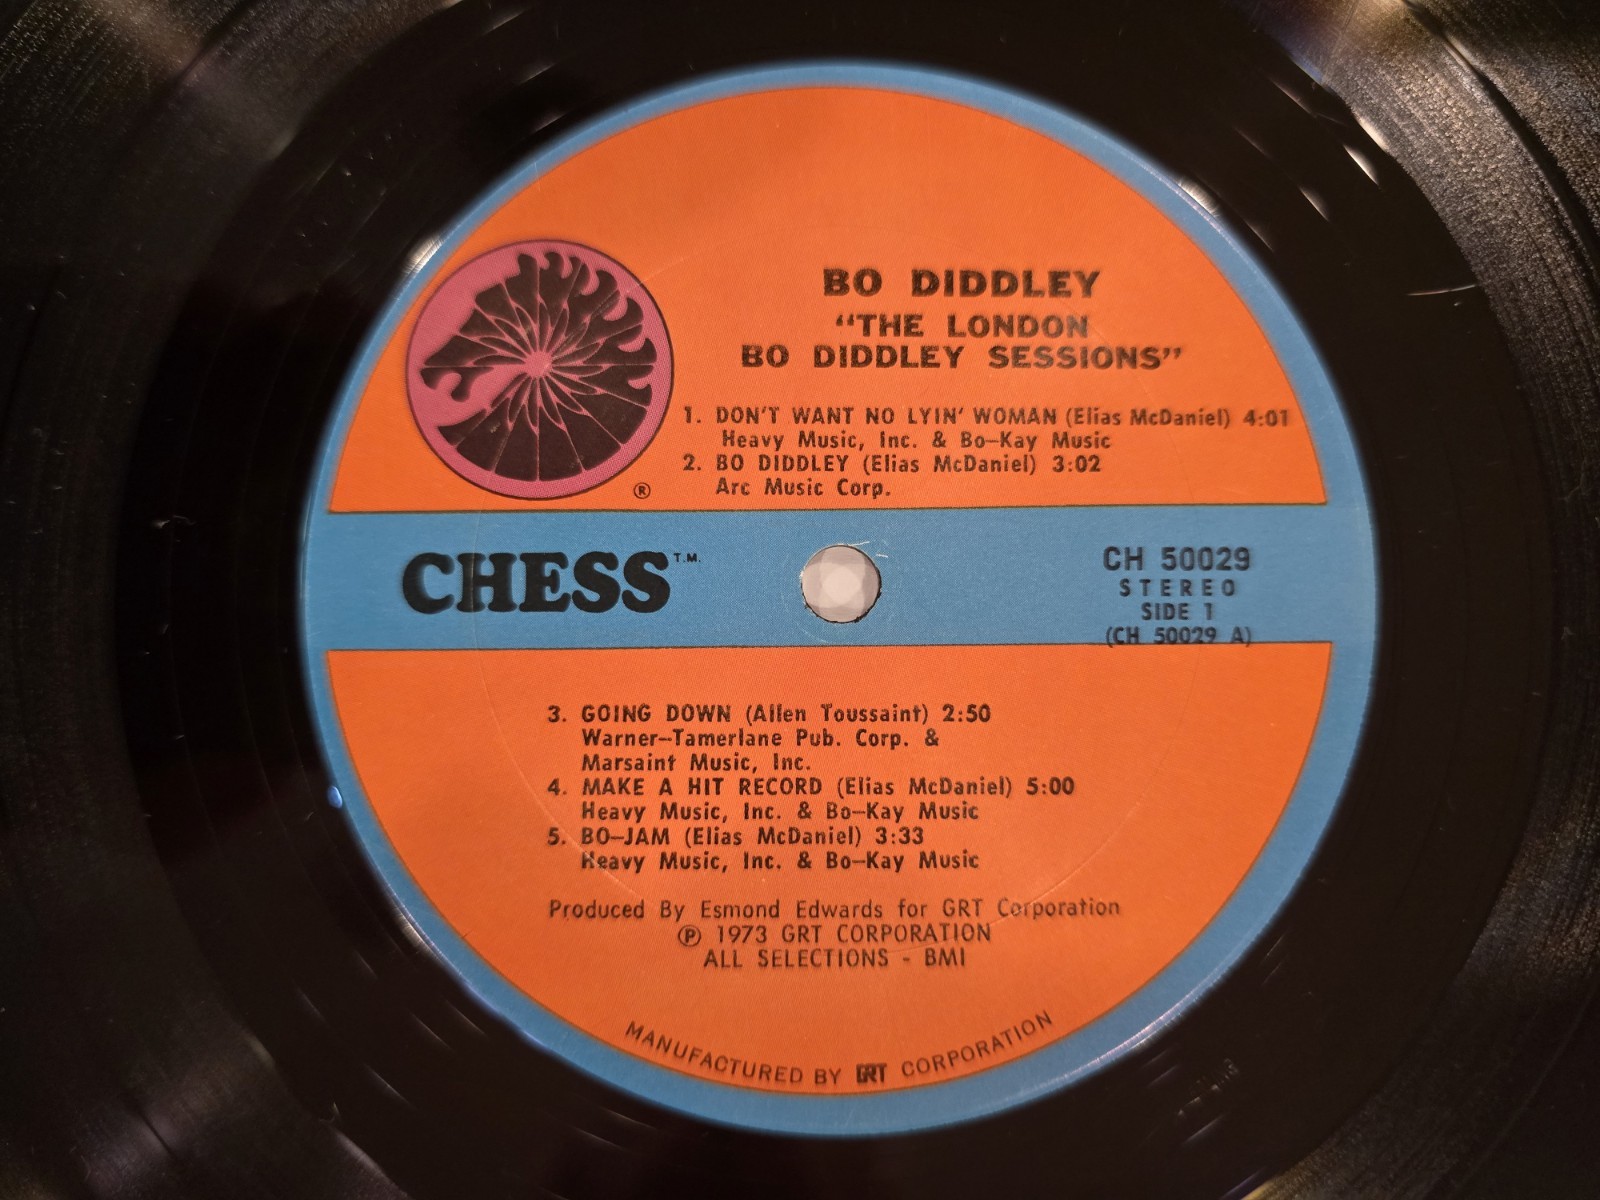 BO DIDDLEY
"THE LONDON
BO DIDDLEY SESSIONS"
1. DON'T WANT NO LYIN' WOMAN (Elias McDaniel) 4:01
Heavy Music, Inc. & Bo-Kay Music
2. BO DIDDLEY (Elias McDaniel) 3:02
Arc Music Corp.
®
CHESS T.M.
CH 50029
STEREO
SIDE 1
(CH 50029 A)
3. GOING DOWN (Allen Toussaint) 2:50
Warner-Tamerlane Pub. Corp. &
Marsaint Music, Inc.
4. MAKE A HIT RECORD (Elias McDaniel) 5:00
Heavy Music, Inc. & Bo-Kay Music
5. BO-JAM (Elias McDaniel) 3:33
Heavy Music, Inc. & Bo-Kay Music
Produced By Esmond Edwards for GRT Corporation
℗ 1973 GRT CORPORATION
ALL SELECTIONS - BMI
MANUFACTURED BY GRT CORPORATION